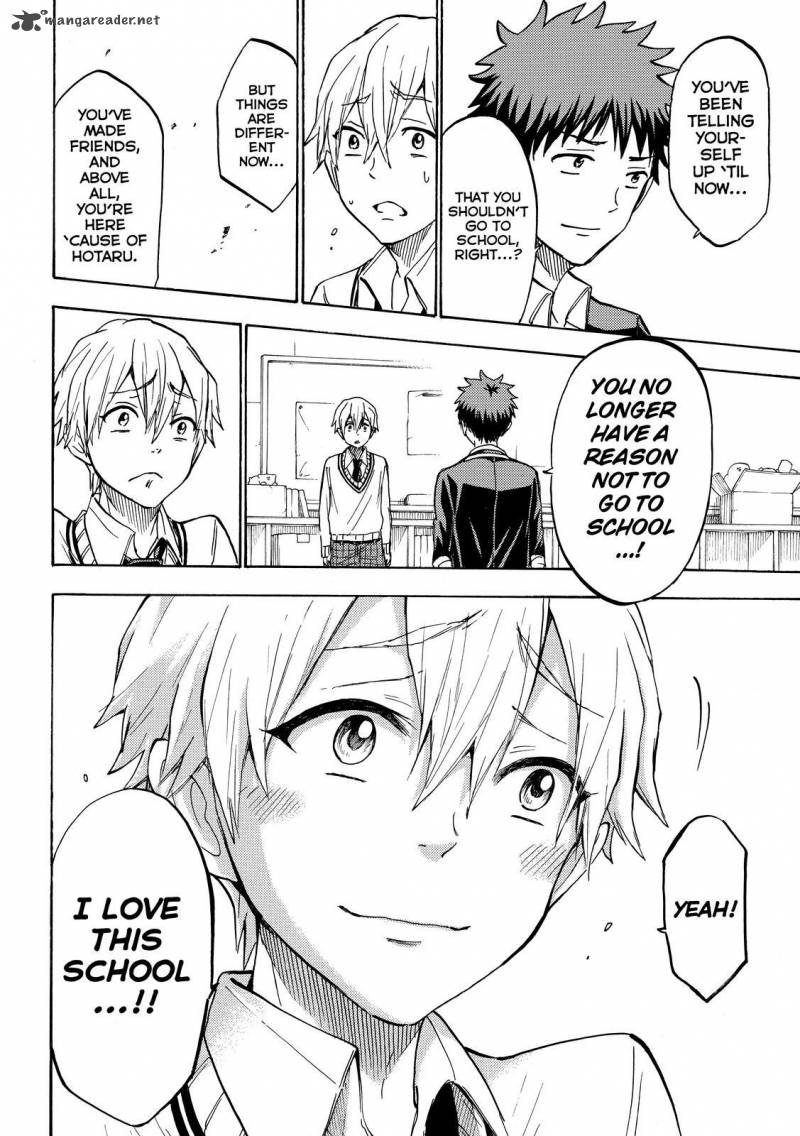 mangareader.net
YOU'VE
BEEN
TELLING
YOUR-
SELF
UP 'TIL
NOW...
THAT YOU
SHOULDN'T
GO TO
SCHOOL,
RIGHT...?
BUT
THINGS
ARE
DIFFER-
ENT
NOW...
YOU'VE
MADE
FRIENDS,
AND
ABOVE
ALL,
YOU'RE
HERE
'CAUSE OF
HOTARU.
YOU NO
LONGER
HAVE A
REASON
NOT TO
GO TO
SCHOOL
...!
YEAH!
I LOVE
THIS
SCHOOL
...!!